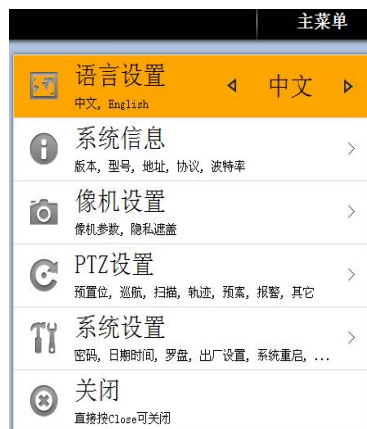 主菜单
语言设置
中文
中文, English
系统信息
版本, 型号, 地址, 协议, 波特率
像机设置
像机参数, 隐私遮盖
PTZ设置
预置位, 巡航, 扫描, 轨迹, 预案, 报警, 其它
系统设置
密码, 日期时间, 罗盘, 出厂设置, 系统重启, ...
关闭
直接按Close可关闭